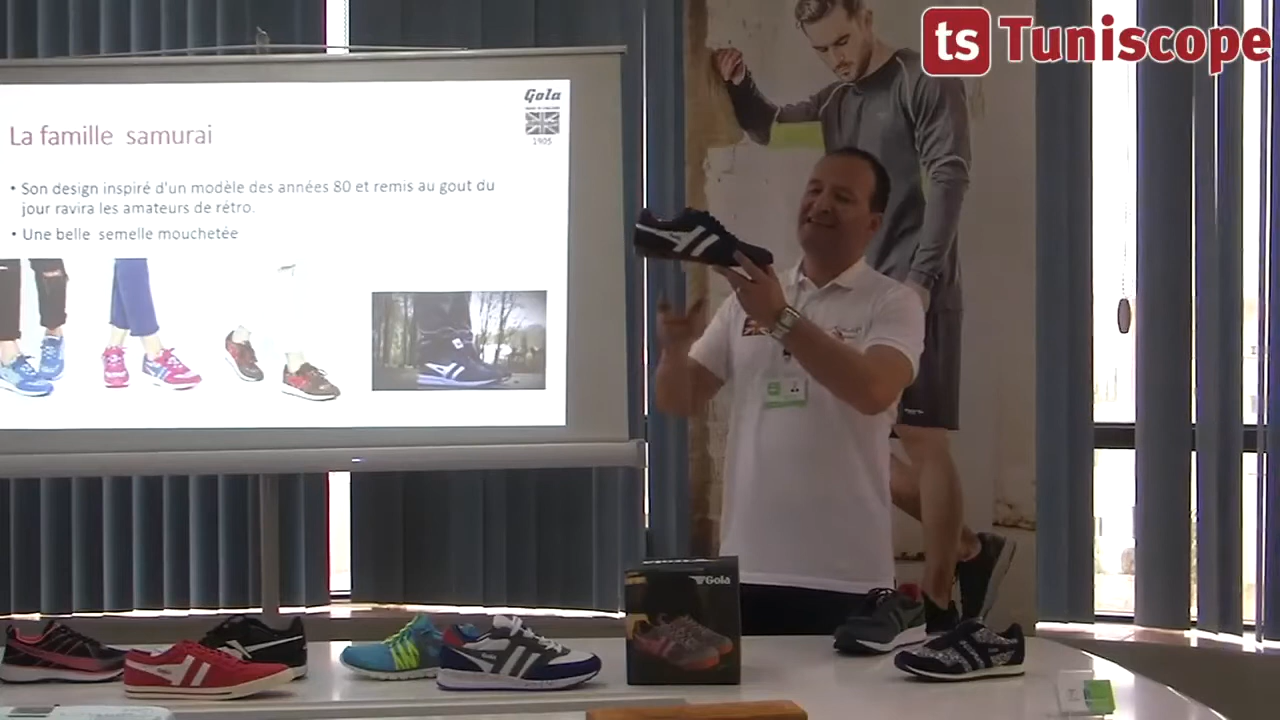 ts Tuniscope
Gola
1905
La famille samurai
• Son design inspiré d'un modèle des années 80 et remis au gout du
jour ravira les amateurs de rétro.
• Une belle semelle mouchetée
Gola